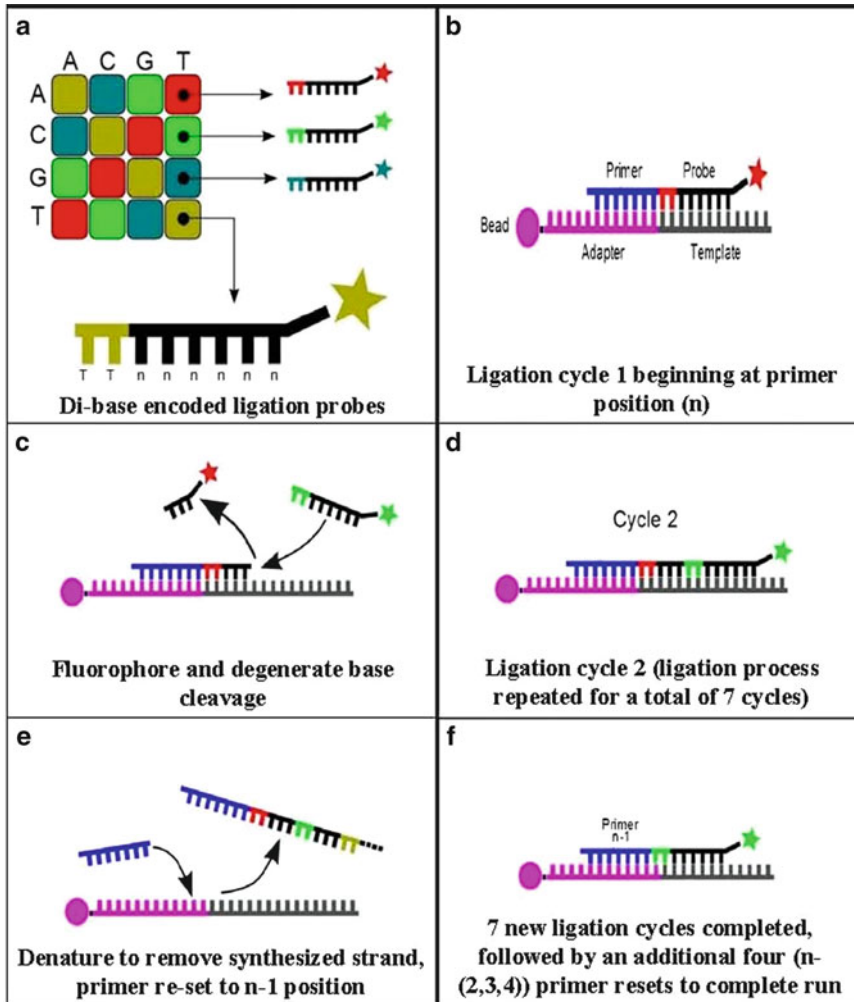 a
A C G T
A
C
G
T
T T n n n n n n
Di-base encoded ligation probes
b
Primer Probe
Bead
Adapter Template
Ligation cycle 1 beginning at primer
position (n)
c
Fluorophore and degenerate base
cleavage
d
Cycle 2
Ligation cycle 2 (ligation process
repeated for a total of 7 cycles)
e
Denature to remove synthesized strand,
primer re-set to n-1 position
f
Primer
n-1
7 new ligation cycles completed,
followed by an additional four (n-
(2,3,4)) primer resets to complete run